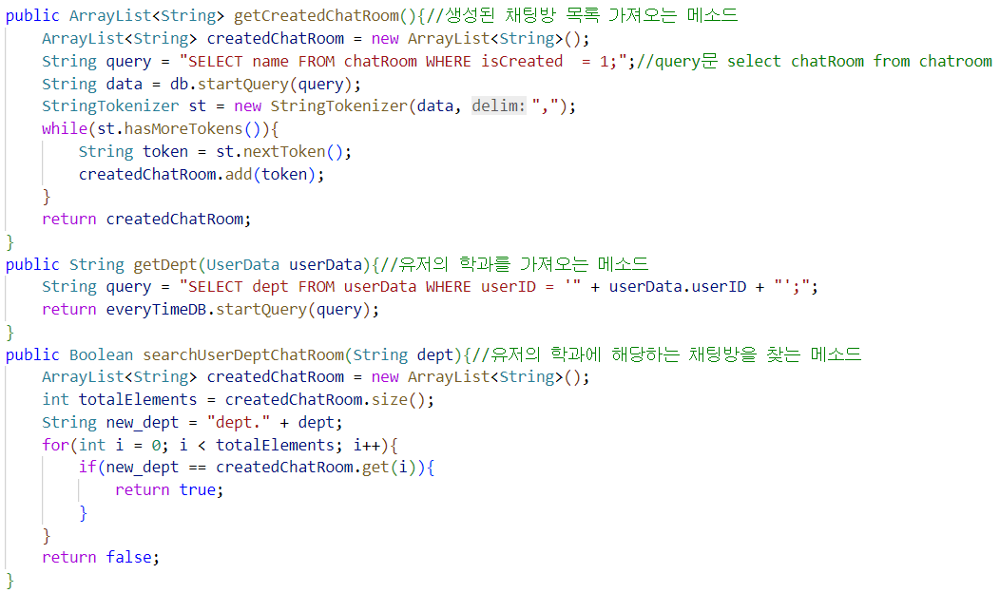 public ArrayList<String> getCreatedChatRoom(){//생성된 채팅방 목록 가져오는 메소드
    ArrayList<String> createdChatRoom = new ArrayList<String>();
    String query = "SELECT name FROM chatRoom WHERE isCreated  = 1;";//query문 select chatRoom from chatroom
    String data = db.startQuery(query);
    StringTokenizer st = new StringTokenizer(data, delim:",");
    while(st.hasMoreTokens()){
        String token = st.nextToken();
        createdChatRoom.add(token);
    }
    return createdChatRoom;
}
public String getDept(UserData userData){//유저의 학과를 가져오는 메소드
    String query = "SELECT dept FROM userData WHERE userID = '" + userData.userID + "';";
    return everyTimeDB.startQuery(query);
}
public Boolean searchUserDeptChatRoom(String dept){//유저의 학과에 해당하는 채팅방을 찾는 메소드
    ArrayList<String> createdChatRoom = new ArrayList<String>();
    int totalElements = createdChatRoom.size();
    String new_dept = "dept." + dept;
    for(int i = 0; i < totalElements; i++){
        if(new_dept == createdChatRoom.get(i)){
            return true;
        }
    }
    return false;
}